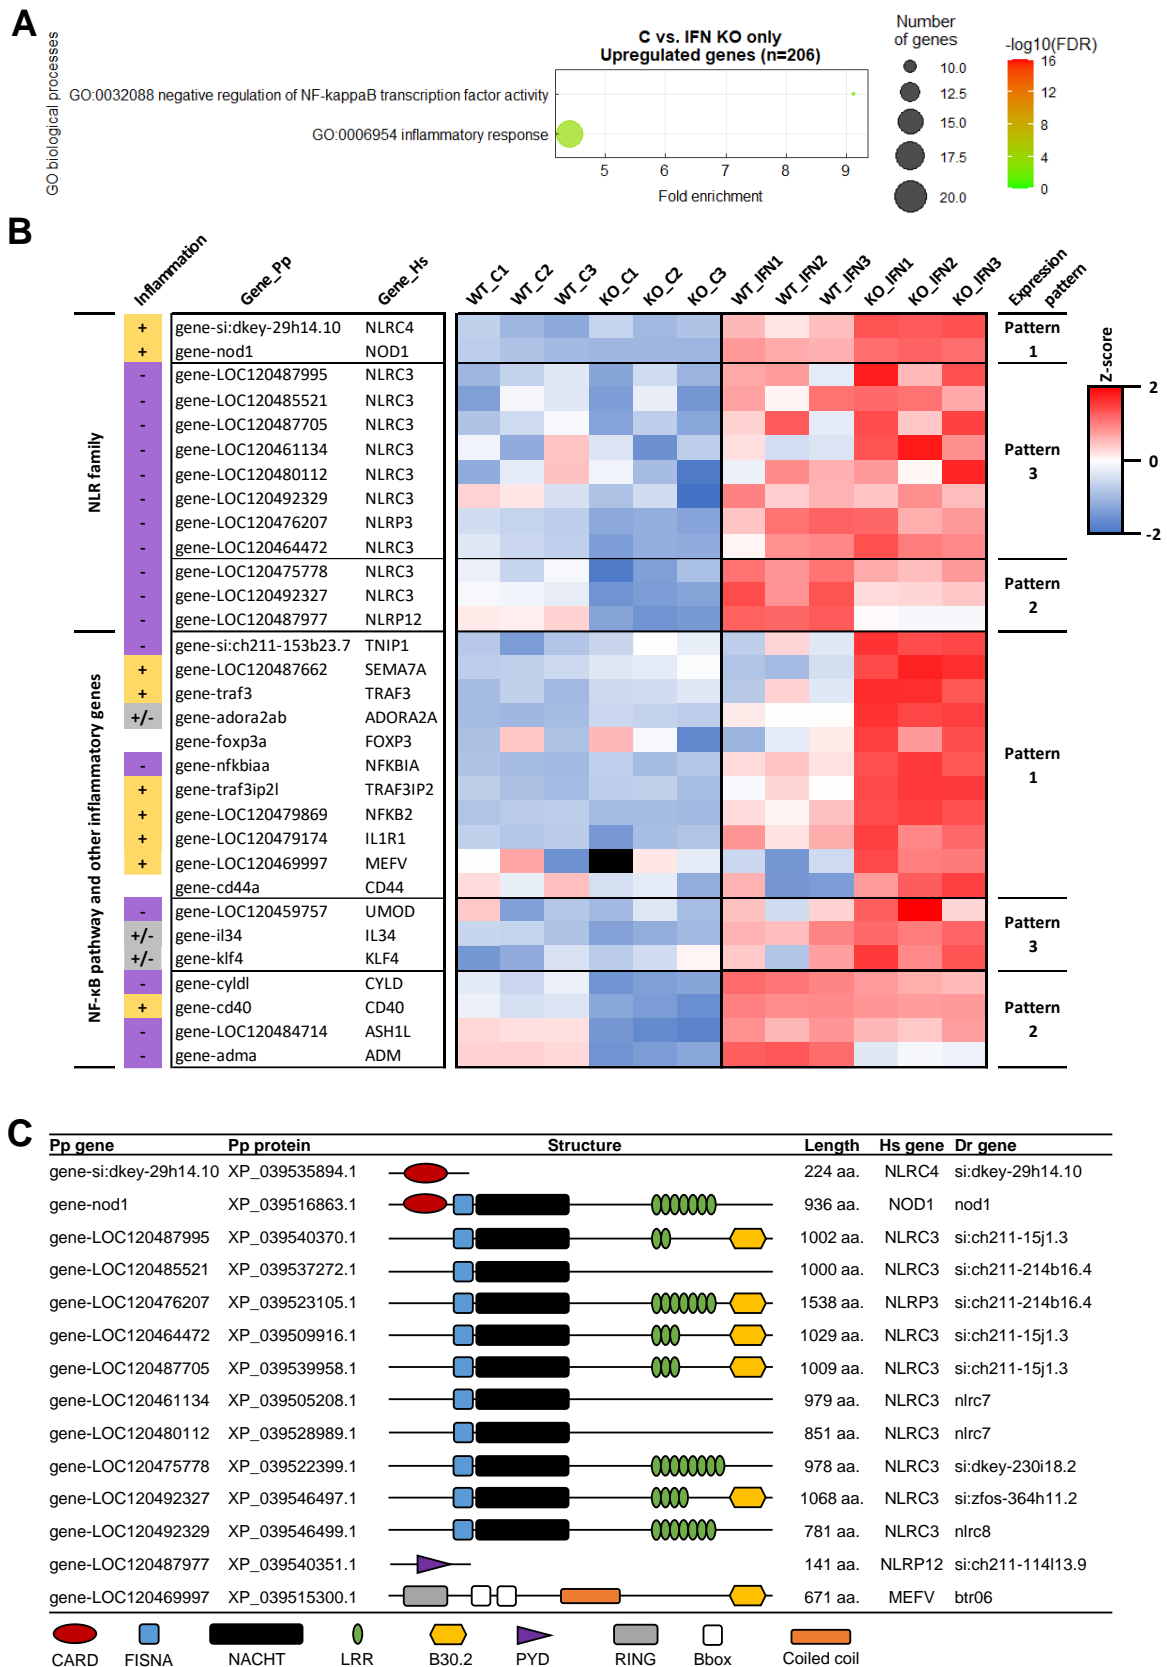 A
GO biological processes
C vs. IFN KO only
Upregulated genes (n=206)
GO:0032088 negative regulation of NF-kappaB transcription factor activity
GO:0006954 inflammatory response
5 6 7 8 9
Fold enrichment
Number
of genes
10.0
12.5
15.0
17.5
20.0
-log10(FDR)
16
12
8
4
0
B
Inflammation Gene_Pp Gene_Hs WT_C1 WT_C2 WT_C3 KO_C1 KO_C2 KO_C3 WT_IFN1 WT_IFN2 WT_IFN3 KO_IFN1 KO_IFN2 KO_IFN3 Expression pattern
NLR family
+ gene-si:dkey-29h14.10 NLRC4
+ gene-nod1 NOD1
Pattern
1
- gene-LOC120487995 NLRC3
- gene-LOC120485521 NLRC3
- gene-LOC120487705 NLRC3
- gene-LOC120461134 NLRC3
- gene-LOC120480112 NLRC3
- gene-LOC120492329 NLRC3
- gene-LOC120476207 NLRP3
- gene-LOC120464472 NLRC3
Pattern
3
- gene-LOC120475778 NLRC3
- gene-LOC120492327 NLRC3
- gene-LOC120487977 NLRP12
Pattern
2
NF-κB pathway and other inflammatory genes
- gene-si:ch211-153b23.7 TNIP1
+ gene-LOC120487662 SEMA7A
+ gene-traf3 TRAF3
+/- gene-adora2ab ADORA2A
gene-foxp3a FOXP3
- gene-nfkbiaa NFKBIA
+ gene-traf3ip2l TRAF3IP2
+ gene-LOC120479869 NFKB2
+ gene-LOC120479174 IL1R1
+ gene-LOC120469997 MEFV
gene-cd44a CD44
Pattern
1
- gene-LOC120459757 UMOD
+/- gene-il34 IL34
+/- gene-klf4 KLF4
Pattern
3
- gene-cyldl CYLD
+ gene-cd40 CD40
- gene-LOC120484714 ASH1L
- gene-adma ADM
Pattern
2
Z-score
2
0
-2
C
Pp gene Pp protein Structure Length Hs gene Dr gene
gene-si:dkey-29h14.10 XP_039535894.1 224 aa. NLRC4 si:dkey-29h14.10
gene-nod1 XP_039516863.1 936 aa. NOD1 nod1
gene-LOC120487995 XP_039540370.1 1002 aa. NLRC3 si:ch211-15j1.3
gene-LOC120485521 XP_039537272.1 1000 aa. NLRC3 si:ch211-214b16.4
gene-LOC120476207 XP_039523105.1 1538 aa. NLRP3 si:ch211-214b16.4
gene-LOC120464472 XP_039509916.1 1029 aa. NLRC3 si:ch211-15j1.3
gene-LOC120487705 XP_039539958.1 1009 aa. NLRC3 si:ch211-15j1.3
gene-LOC120461134 XP_039505208.1 979 aa. NLRC3 nlrc7
gene-LOC120480112 XP_039528989.1 851 aa. NLRC3 nlrc7
gene-LOC120475778 XP_039522399.1 978 aa. NLRC3 si:dkey-230i18.2
gene-LOC120492327 XP_039546497.1 1068 aa. NLRC3 si:zfos-364h11.2
gene-LOC120492329 XP_039546499.1 781 aa. NLRC3 nlrc8
gene-LOC120487977 XP_039540351.1 141 aa. NLRP12 si:ch211-114l13.9
gene-LOC120469997 XP_039515300.1 671 aa. MEFV btr06
CARD FISNA NACHT LRR B30.2 PYD RING Bbox Coiled coil